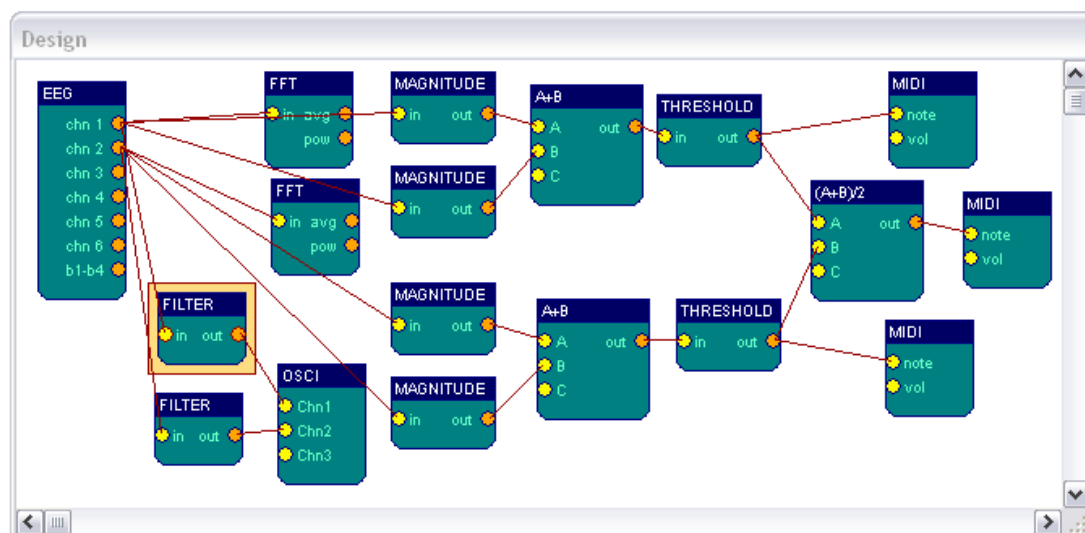 Design
EEG
chn 1
chn 2
chn 3
chn 4
chn 5
chn 6
b1-b4
FFT
in avg
pow
FFT
in avg
pow
MAGNITUDE
in out
MAGNITUDE
in out
A+B
A out
B
C
THRESHOLD
in out
MIDI
note
vol
(A+B)/2
A out
B
C
MIDI
note
vol
FILTER
in out
FILTER
in out
OSCI
Chn1
Chn2
Chn3
MAGNITUDE
in out
MAGNITUDE
in out
A+B
A out
B
C
THRESHOLD
in out
MIDI
note
vol